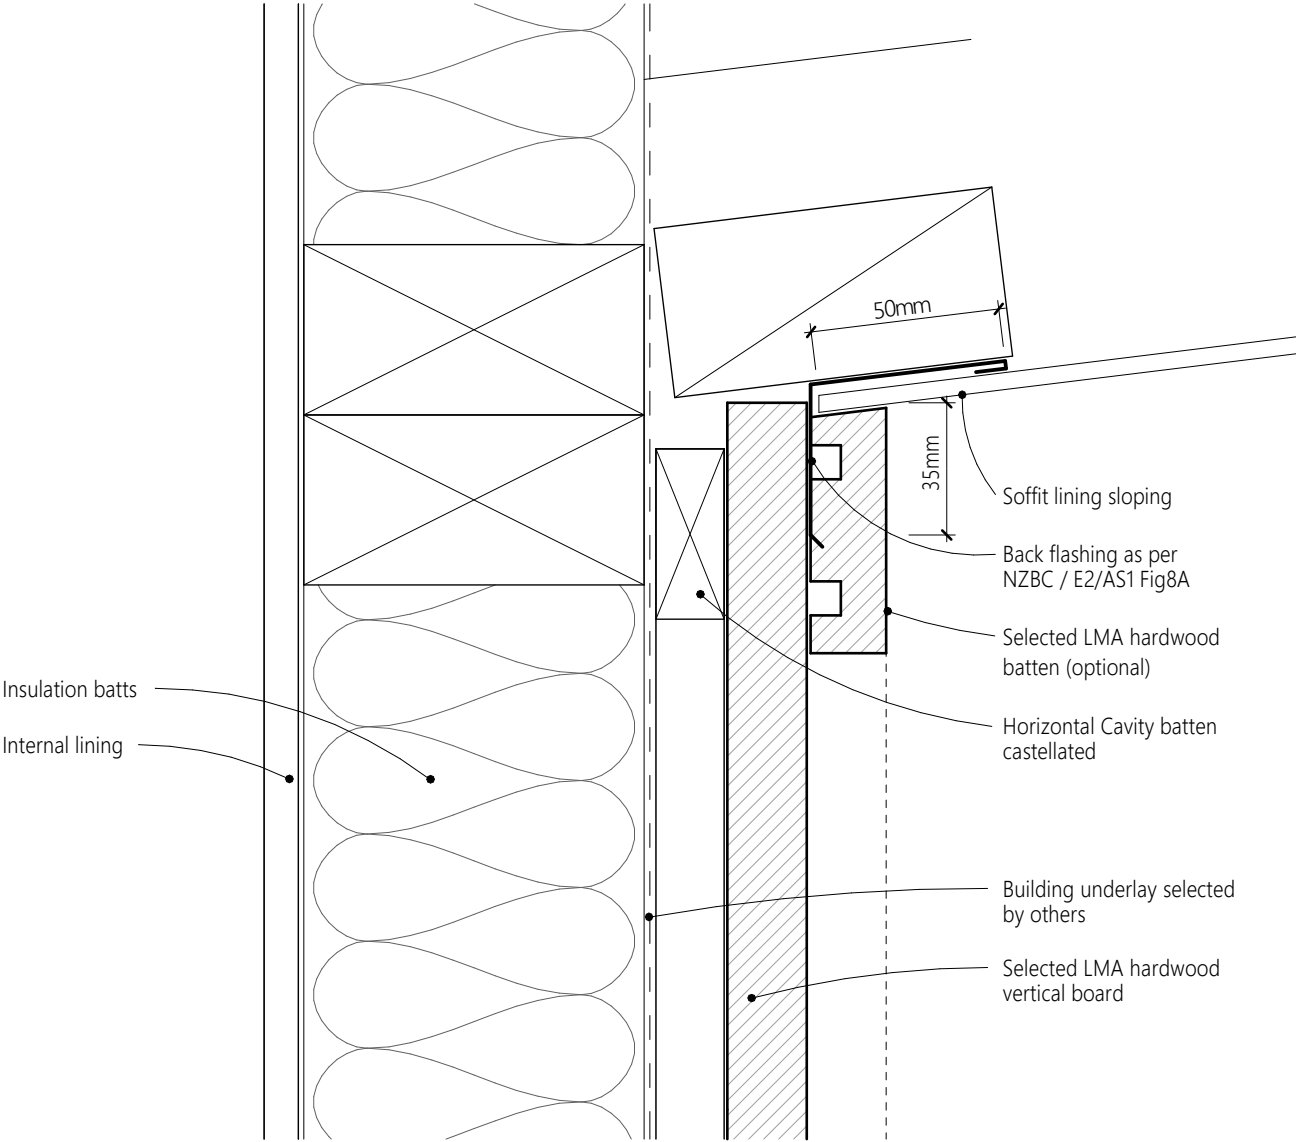 50mm
35mm
Soffit lining sloping
Back flashing as per
NZBC / E2/AS1 Fig8A
Selected LMA hardwood
batten (optional)
Insulation batts
Internal lining
Horizontal Cavity batten
castellated
Building underlay selected
by others
Selected LMA hardwood
vertical board